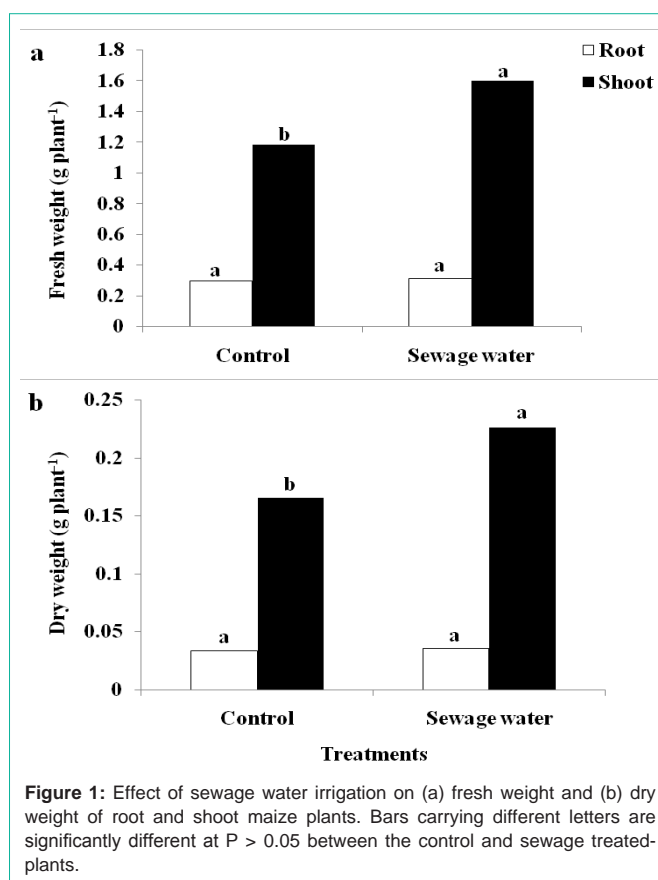 a
Root
Shoot
Fresh weight (g plant-1)
1.8
1.6
1.4
1.2
1
0.8
0.6
0.4
0.2
0
a
b
a
a
Control
Sewage water
b
Dry weight (g plant-1)
0.25
0.2
0.15
0.1
0.05
0
a
b
a
a
Control
Sewage water
Treatments
Figure 1: Effect of sewage water irrigation on (a) fresh weight and (b) dry
weight of root and shoot maize plants. Bars carrying different letters are
significantly different at P > 0.05 between the control and sewage treated-
plants.